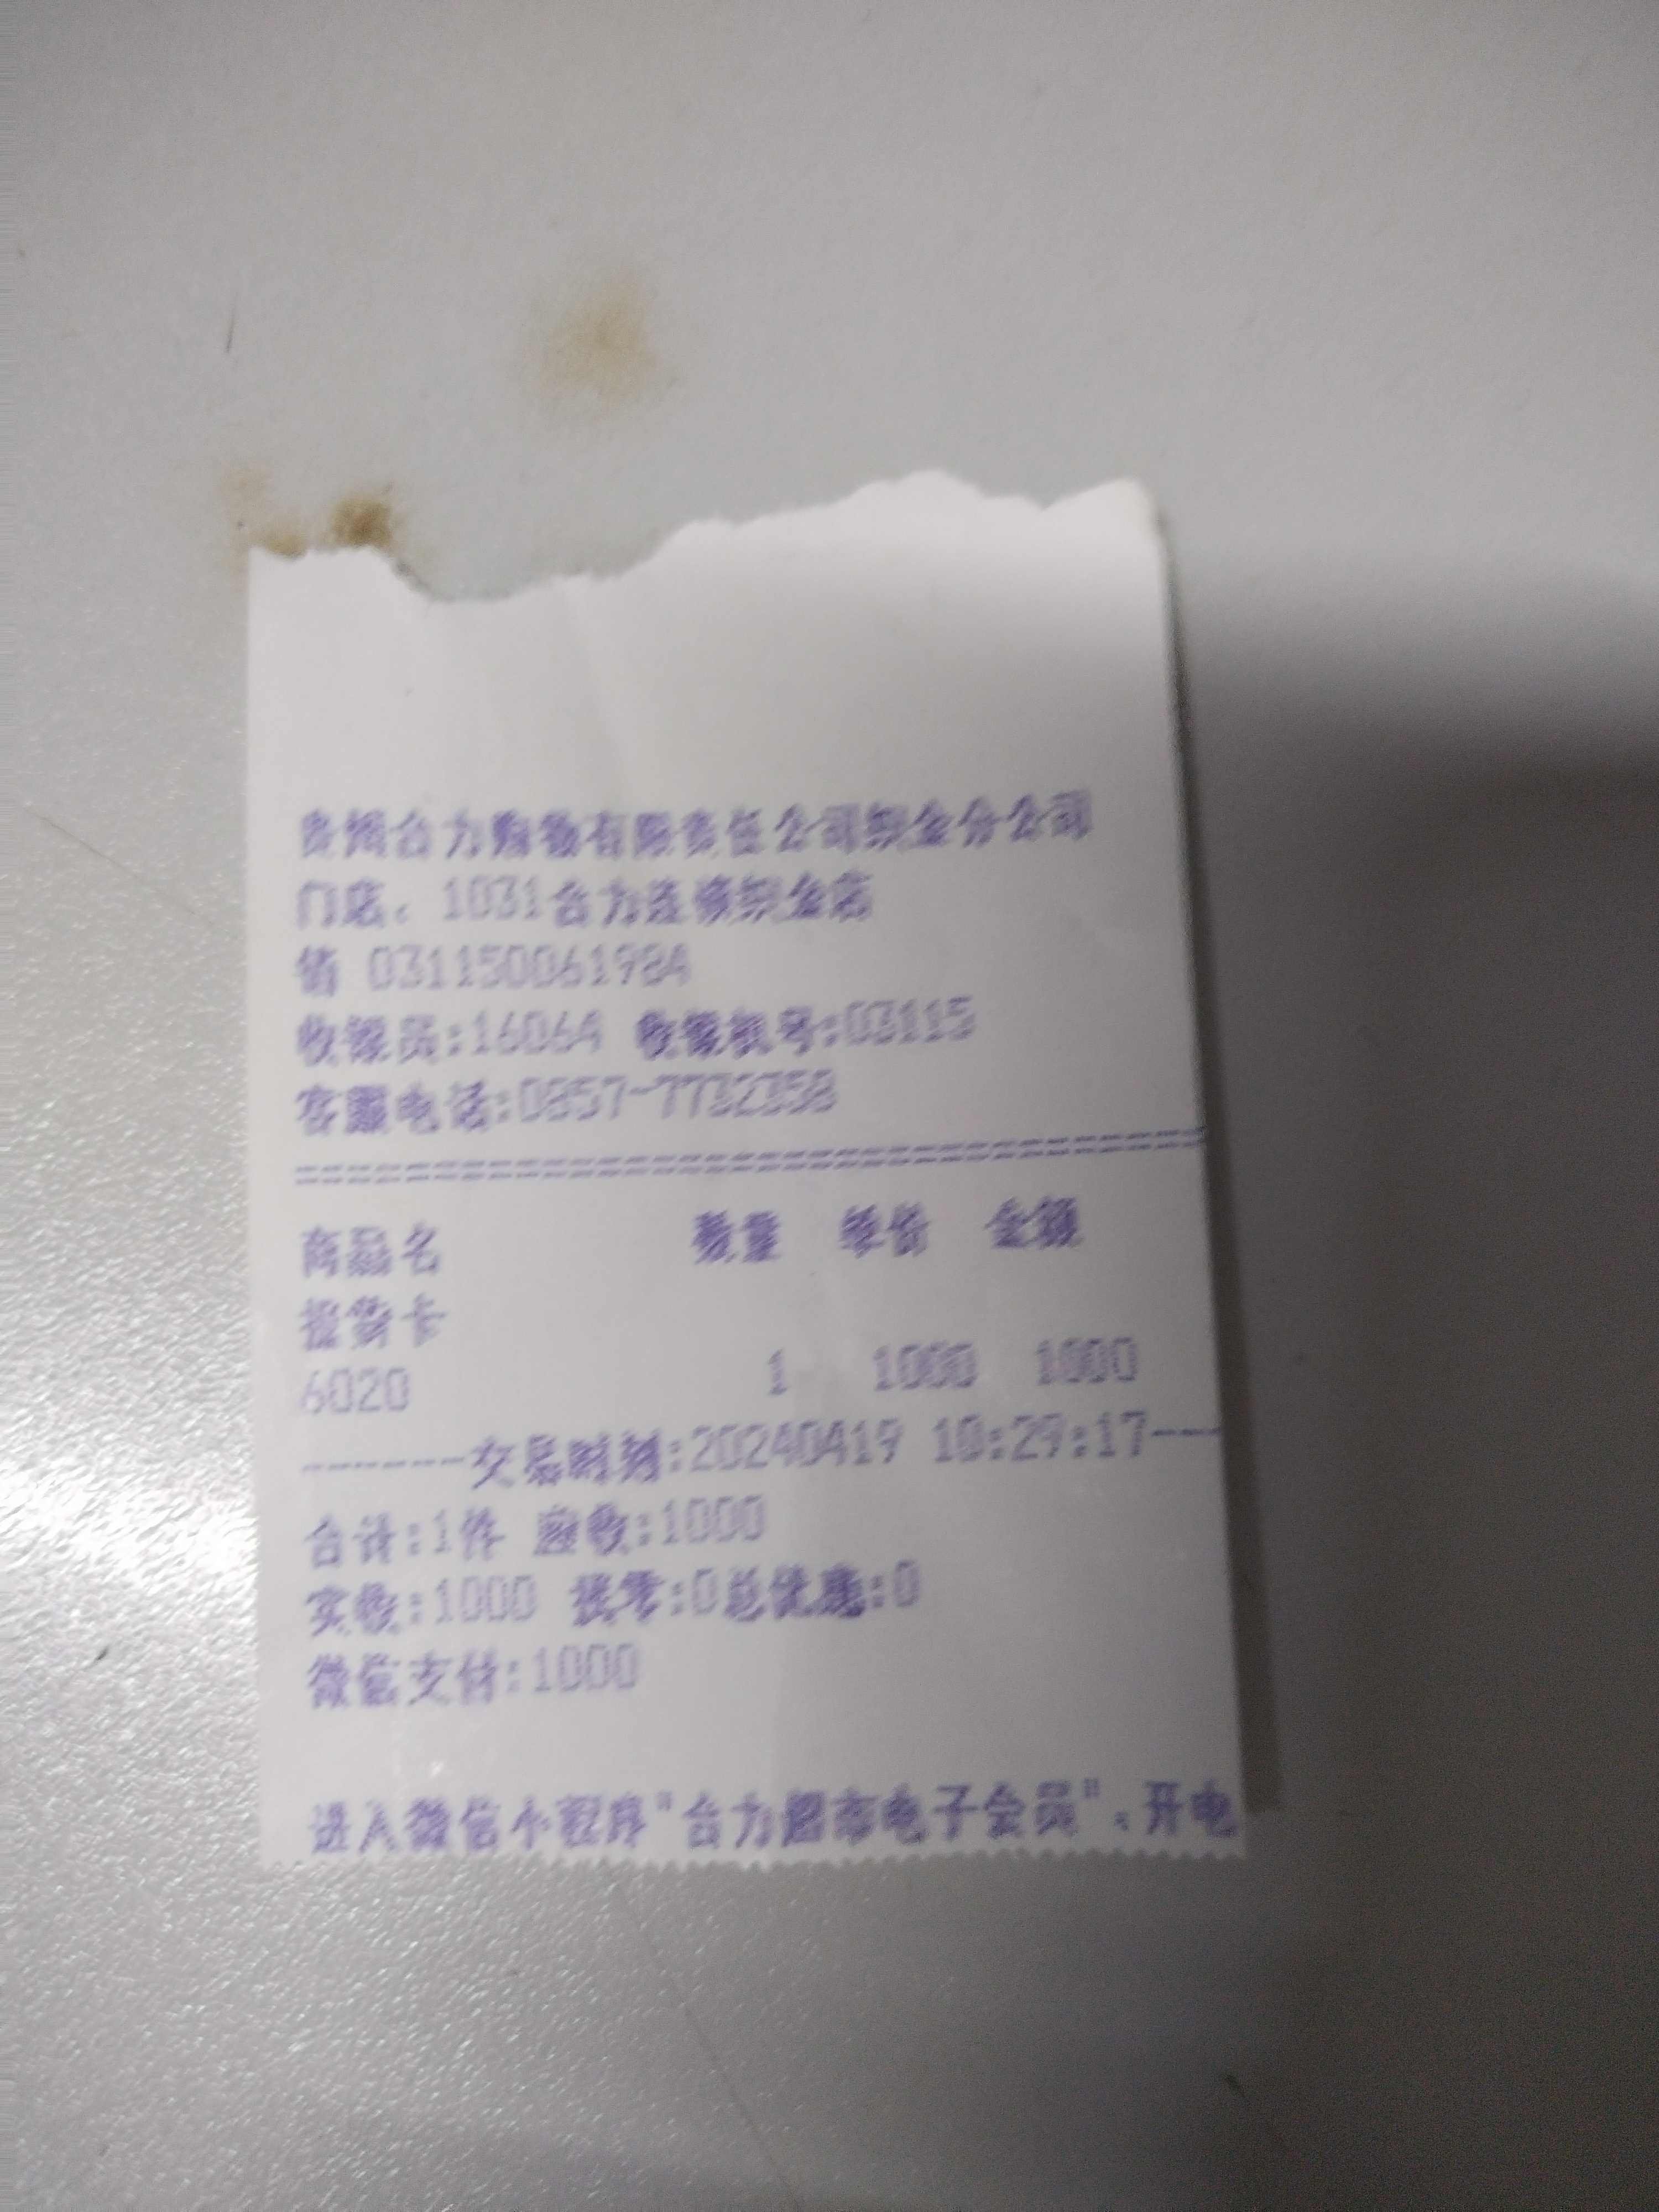 贵州合力购物有限责任公司织金分公司
门店: 1031合力连锁织金店
销 031150061984
收银员:16064 收银机号:03115
客服电话:0857-7732358
==================================
商品名 数量 单价 金额
提货卡
6020 1 1000 1000
------交易时刻:20240419 10:29:17---
合计:1件 应收:1000
实收:1000 找零:0总优惠:0
微信支付:1000
进入微信小程序"合力超市电子会员"、开电